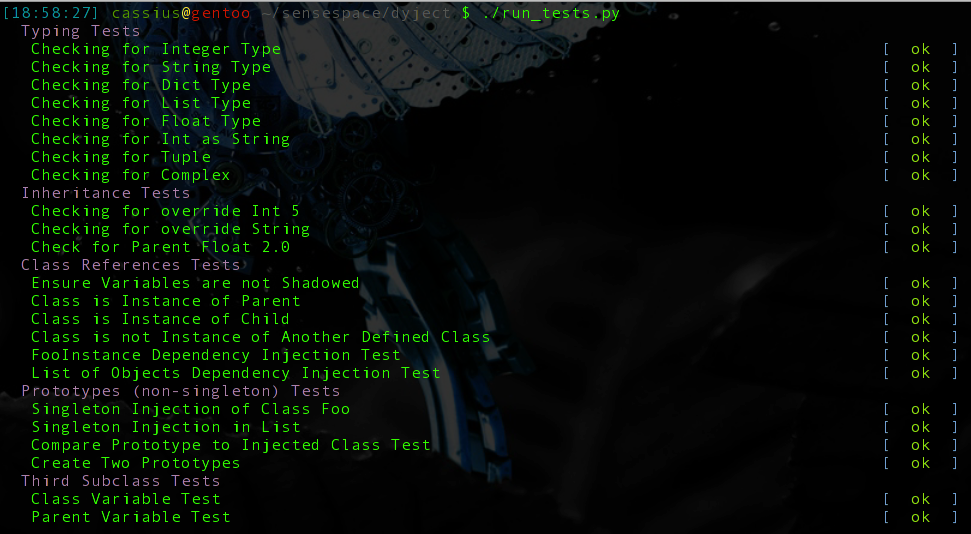 [18:58:27] cassius@gentoo ~/sensespace/dyject $ ./run_tests.py
Typing Tests
Checking for Integer Type [ ok ]
Checking for String Type [ ok ]
Checking for Dict Type [ ok ]
Checking for List Type [ ok ]
Checking for Float Type [ ok ]
Checking for Int as String [ ok ]
Checking for Tuple [ ok ]
Checking for Complex [ ok ]
Inheritance Tests
Checking for override Int 5 [ ok ]
Checking for override String [ ok ]
Check for Parent Float 2.0 [ ok ]
Class References Tests
Ensure Variables are not Shadowed [ ok ]
Class is Instance of Parent [ ok ]
Class is Instance of Child [ ok ]
Class is not Instance of Another Defined Class [ ok ]
FooInstance Dependency Injection Test [ ok ]
List of Objects Dependency Injection Test [ ok ]
Prototypes (non-singleton) Tests
Singleton Injection of Class Foo [ ok ]
Singleton Injection in List [ ok ]
Compare Prototype to Injected Class Test [ ok ]
Create Two Prototypes [ ok ]
Third Subclass Tests
Class Variable Test [ ok ]
Parent Variable Test [ ok ]